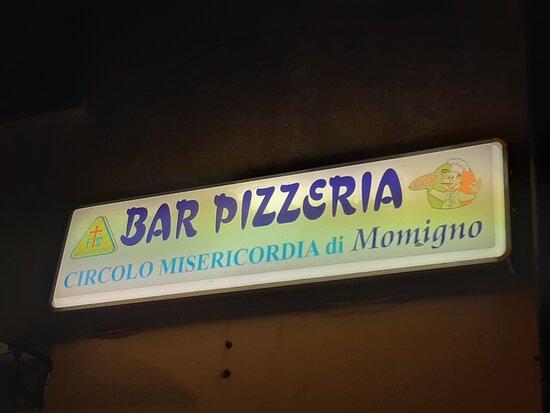 BAR PIZZERIA
F M
CIRCOLO MISERICORDIA di Momigno